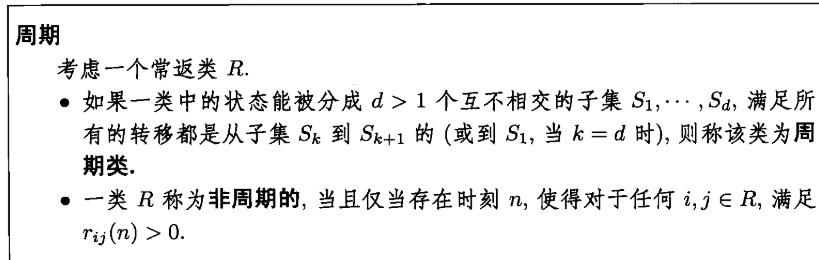 周期
考虑一个常返类 R.
• 如果一类中的状态能被分成 d > 1 个互不相交的子集 S₁,⋯,S_d, 满足所
有的转移都是从子集 S_k 到 S_{k+1} 的 (或到 S₁, 当 k = d 时), 则称该类为周
期类.
• 一类 R 称为非周期的, 当且仅当存在时刻 n, 使得对于任何 i, j ∈ R, 满足
r_{ij}(n) > 0.